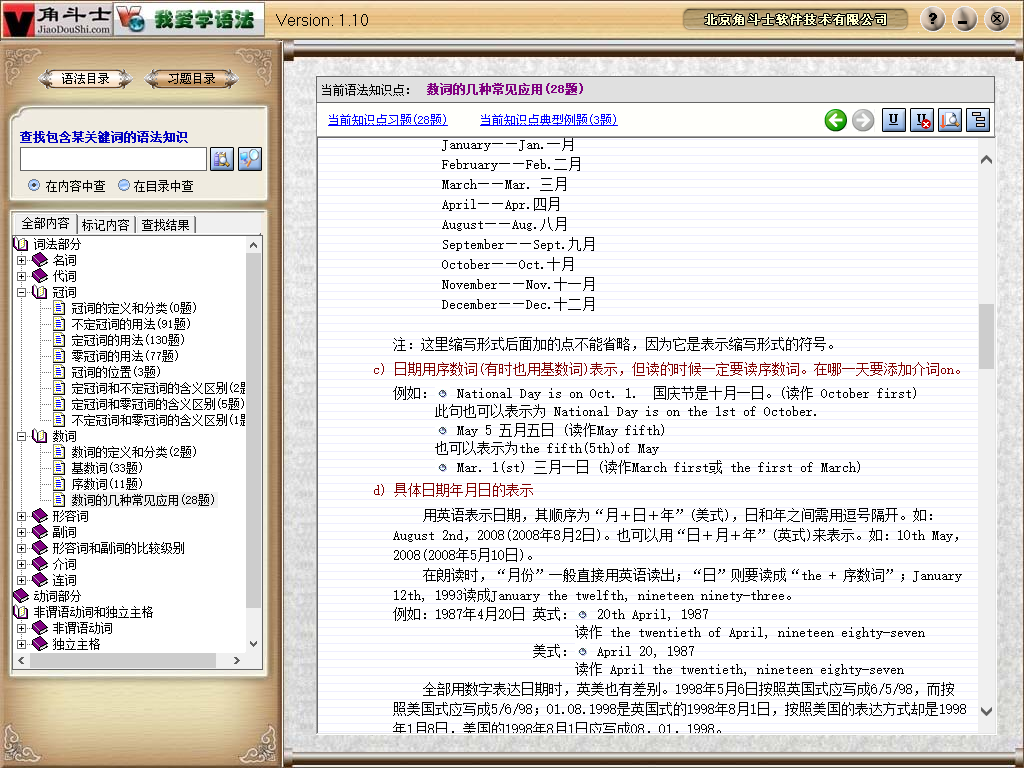 角斗士
JiaoDouShi.com
我爱学语法
Version: 1.10
北京角斗士软件技术有限公司
语法目录
习题目录
查找包含某关键词的语法知识
在内容中查
在目录中查
全部内容
标记内容
查找结果
词法部分
名词
代词
冠词
冠词的定义和分类(0题)
不定冠词的用法(91题)
定冠词的用法(130题)
零冠词的用法(77题)
冠词的位置(3题)
定冠词和不定冠词的含义区别(2题
定冠词和零冠词的含义区别(5题)
不定冠词和零冠词的含义区别(1题
数词
数词的定义和分类(2题)
基数词(33题)
序数词(11题)
数词的几种常见应用(28题)
形容词
副词
形容词和副词的比较级别
介词
连词
动词部分
非谓语动词和独立主格
非谓语动词
独立主格
当前语法知识点: 数词的几种常见应用(28题)
当前知识点习题(28题)
当前知识点典型例题(3题)
January——Jan.一月
February——Feb.二月
March——Mar. 三月
April——Apr.四月
August——Aug.八月
September——Sept.九月
October——Oct.十月
November——Nov.十一月
December——Dec.十二月
注：这里缩写形式后面加的点不能省略，因为它是表示缩写形式的符号。
c) 日期用序数词(有时也用基数词)表示，但读的时候一定要读序数词。在哪一天要添加介词on。
例如： National Day is on Oct. 1. 国庆节是十月一日。(读作 October first)
此句也可以表示为 National Day is on the 1st of October.
May 5 五月五日 (读作May fifth)
也可以表示为the fifth(5th)of May
Mar. 1(st) 三月一日 (读作March first或 the first of March)
d) 具体日期年月日的表示
用英语表示日期，其顺序为“月＋日＋年”(美式)，日和年之间需用逗号隔开。如：
August 2nd, 2008(2008年8月2日)。也可以用“日＋月＋年”(英式)来表示。如：10th May,
2008(2008年5月10日)。
在朗读时，“月份”一般直接用英语读出；“日”则要读成“the + 序数词”；January
12th, 1993读成January the twelfth, nineteen ninety-three。
例如：1987年4月20日 英式： 20th April, 1987
读作 the twentieth of April, nineteen eighty-seven
美式： April 20, 1987
读作 April the twentieth, nineteen eighty-seven
全部用数字表达日期时，英美也有差别。1998年5月6日按照英国式应写成6/5/98，而按
照美国式应写成5/6/98；01.08.1998是英国式的1998年8月1日，按照美国的表达方式却是1998
年1月8日，美国的1998年8月1日应写成08. 01. 1998。